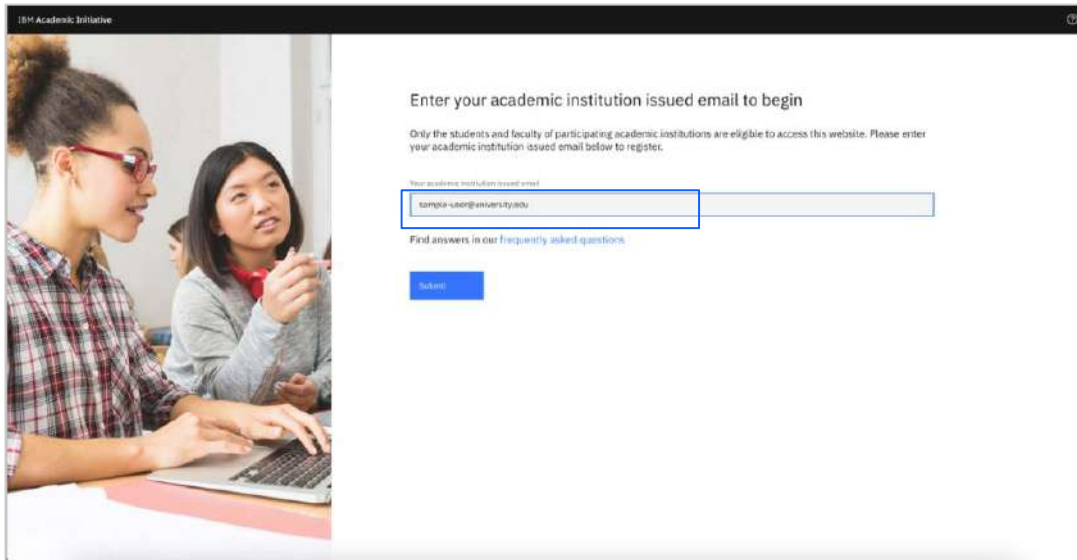 IBM Academic Initiative
Enter your academic institution issued email to begin
Only the students and faculty of participating academic institutions are eligible to access this website. Please enter
your academic institution issued email below to register.
Your academic institution issued email
sample-user@university.edu
Find answers in our frequently asked questions
Submit